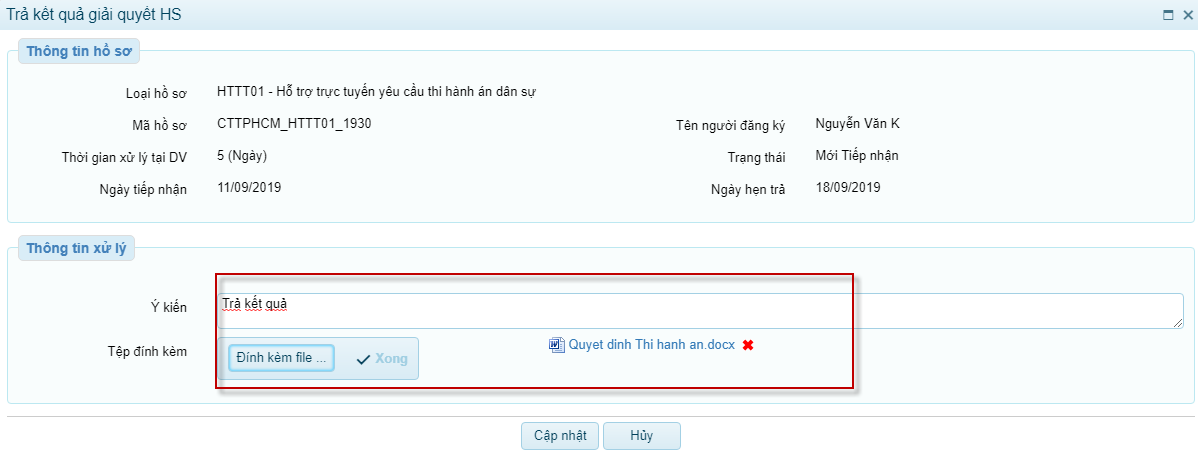 Trả kết quả giải quyết HS
Thông tin hồ sơ
Loại hồ sơ HTTT01 - Hỗ trợ trực tuyến yêu cầu thi hành án dân sự
Mã hồ sơ CTTPHCM_HTTT01_1930 Tên người đăng ký Nguyễn Văn K
Thời gian xử lý tại DV 5 (Ngày) Trạng thái Mới Tiếp nhận
Ngày tiếp nhận 11/09/2019 Ngày hẹn trả 18/09/2019
Thông tin xử lý
Ý kiến Trả kết quả
Tệp đính kèm Đính kèm file ... Xong Quyet dinh Thi hanh an.docx
Cập nhật Hủy